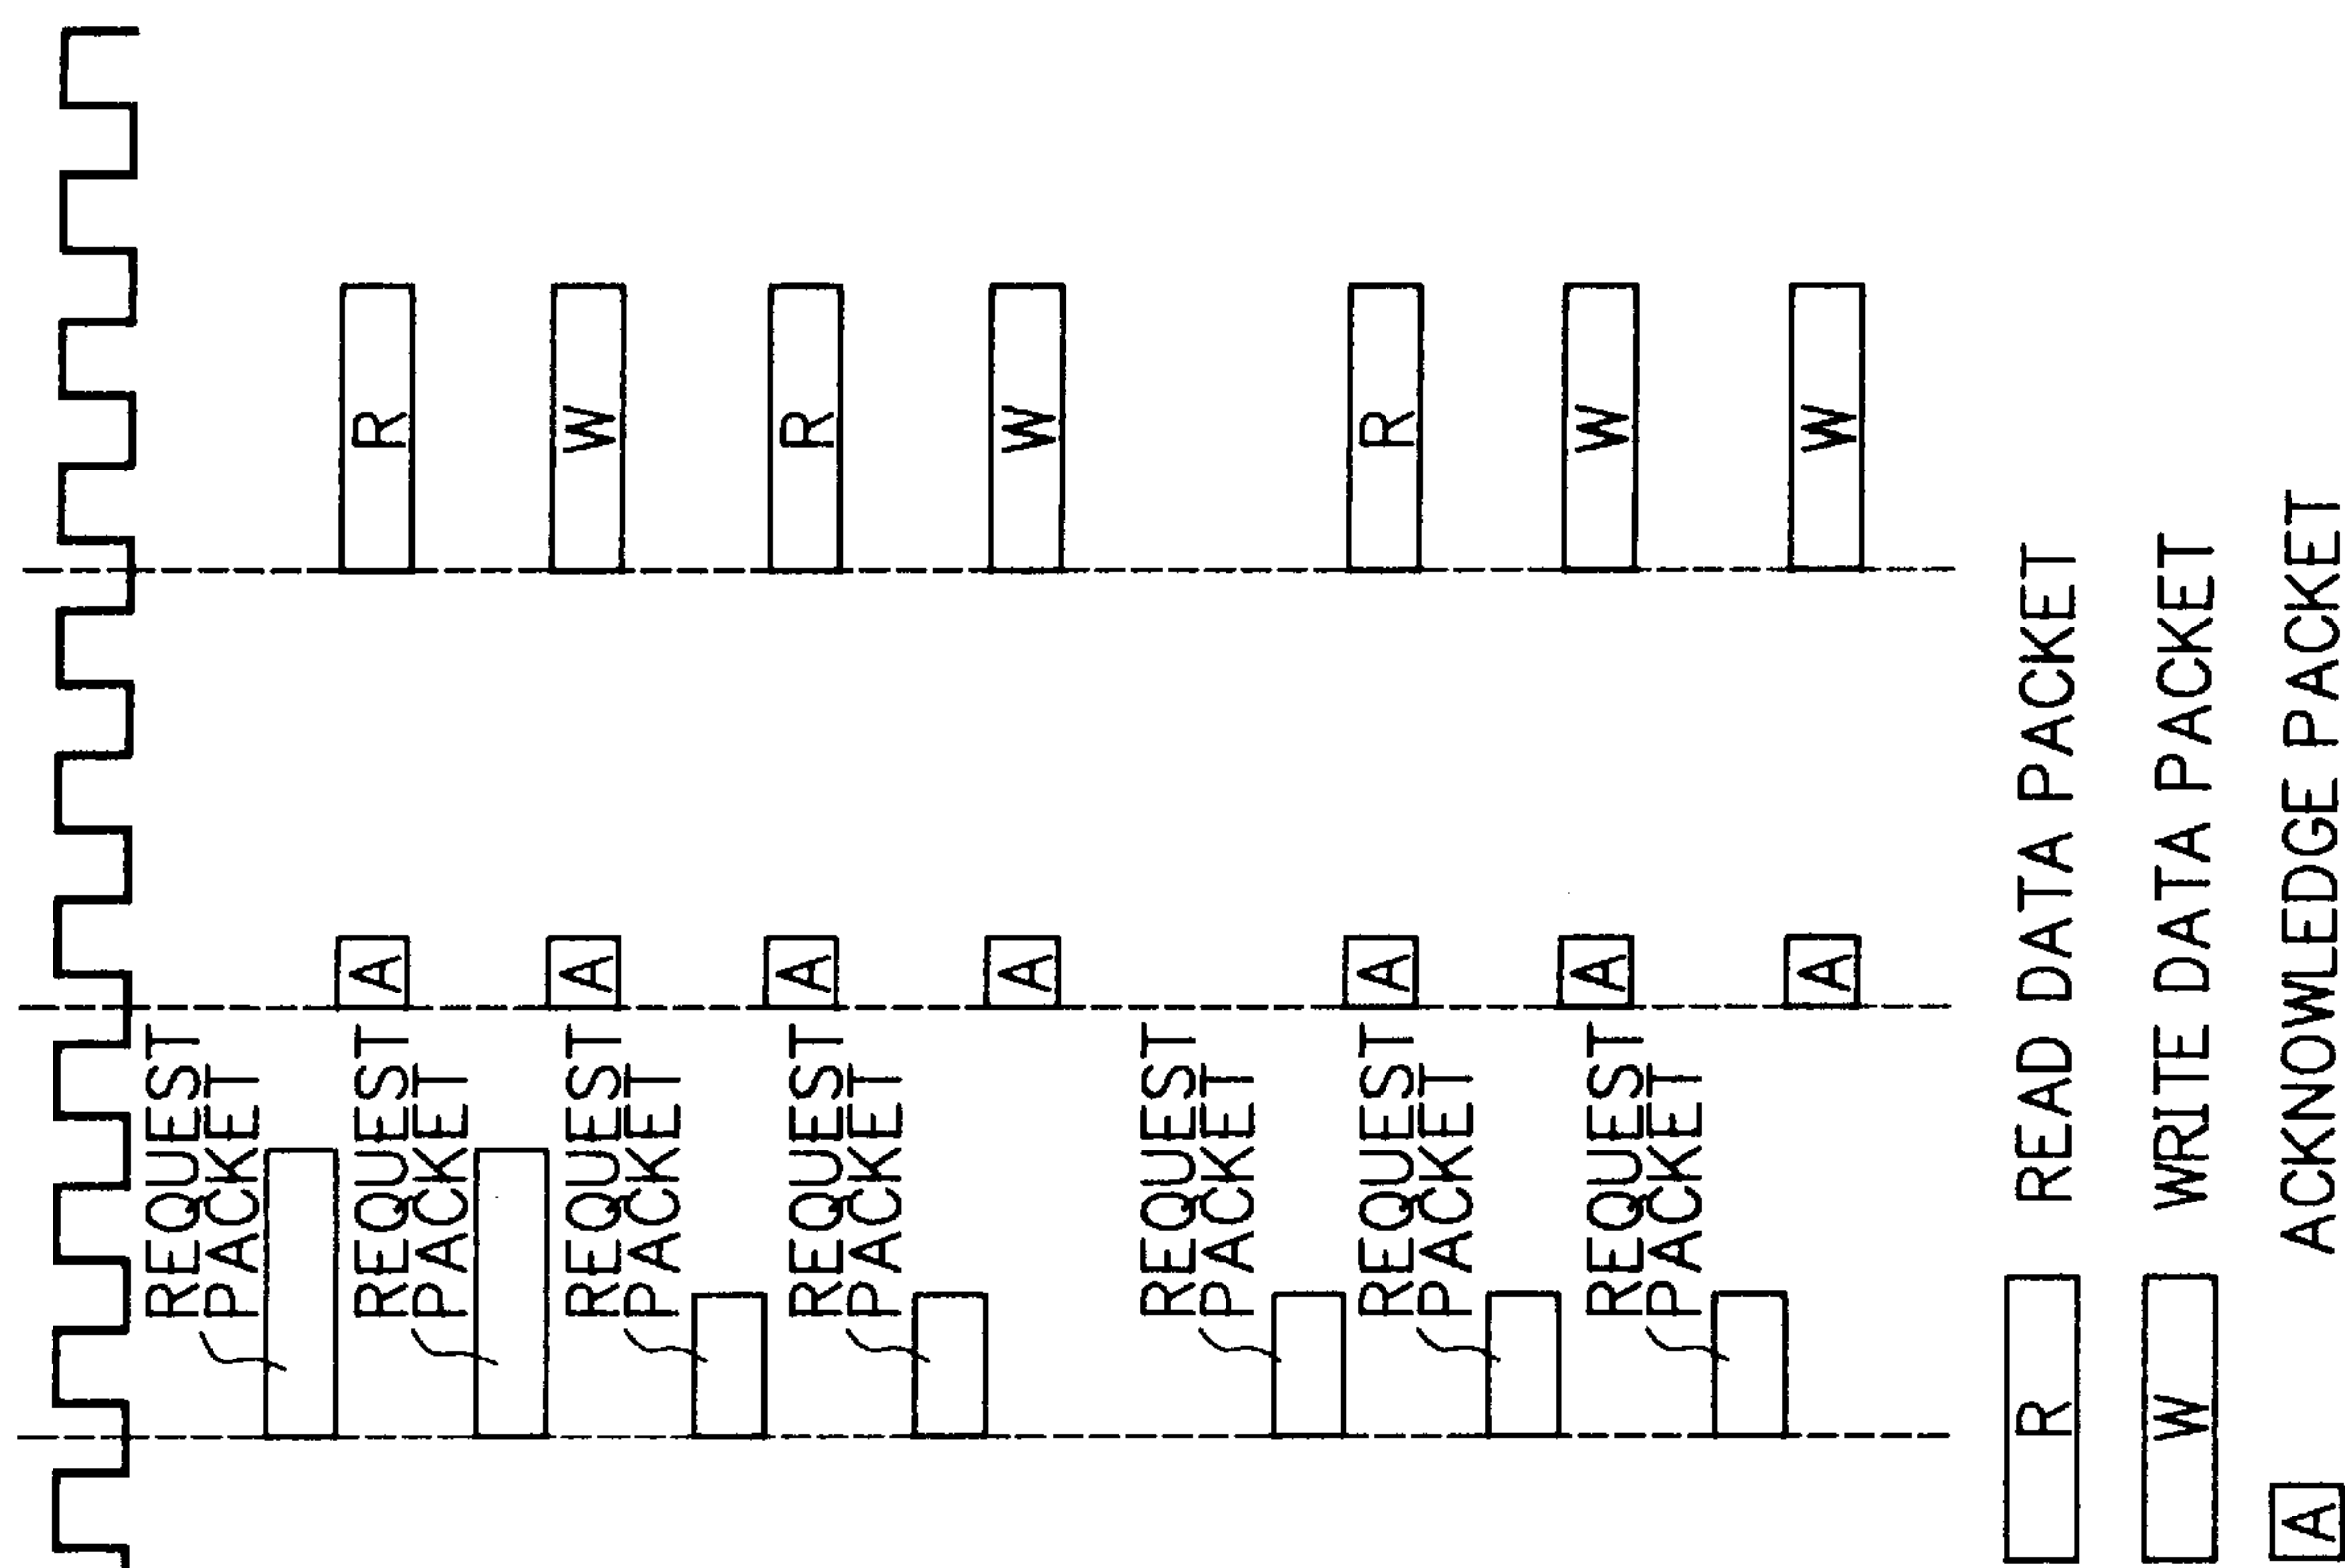 REQUEST
PACKET
A
R
REQUEST
PACKET
A
W
REQUEST
PACKET
A
R
REQUEST
PACKET
A
W
REQUEST
PACKET
A
R
REQUEST
PACKET
A
W
REQUEST
PACKET
A
W
R READ DATA PACKET
W WRITE DATA PACKET
A ACKNOWLEDGE PACKET